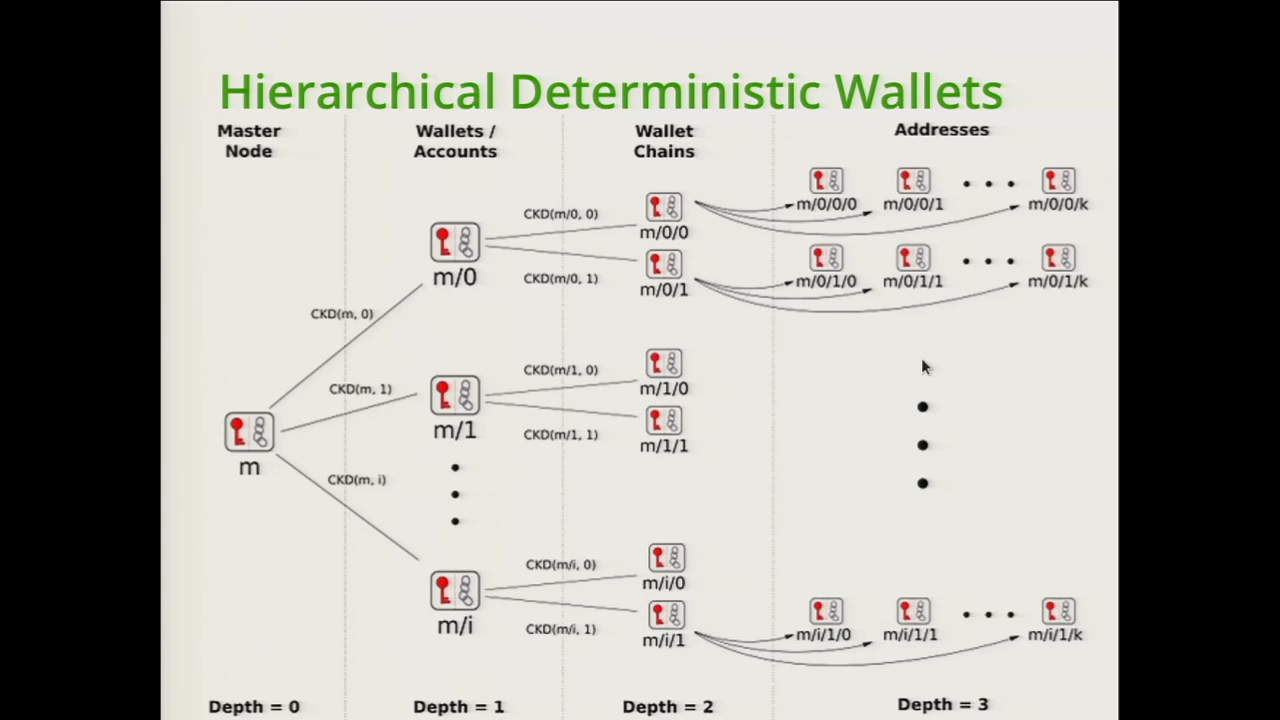 Hierarchical Deterministic Wallets
Master
Node
Wallets /
Accounts
Wallet
Chains
Addresses
m
CKD(m, 0)
CKD(m, 1)
CKD(m, i)
m/0
m/1
m/i
CKD(m/0, 0)
CKD(m/0, 1)
CKD(m/1, 0)
CKD(m/1, 1)
CKD(m/i, 0)
CKD(m/i, 1)
m/0/0
m/0/1
m/1/0
m/1/1
m/i/0
m/i/1
m/0/0/0 m/0/0/1 m/0/0/k
m/0/1/0 m/0/1/1 m/0/1/k
m/i/1/0 m/i/1/1 m/i/1/k
Depth = 0
Depth = 1
Depth = 2
Depth = 3